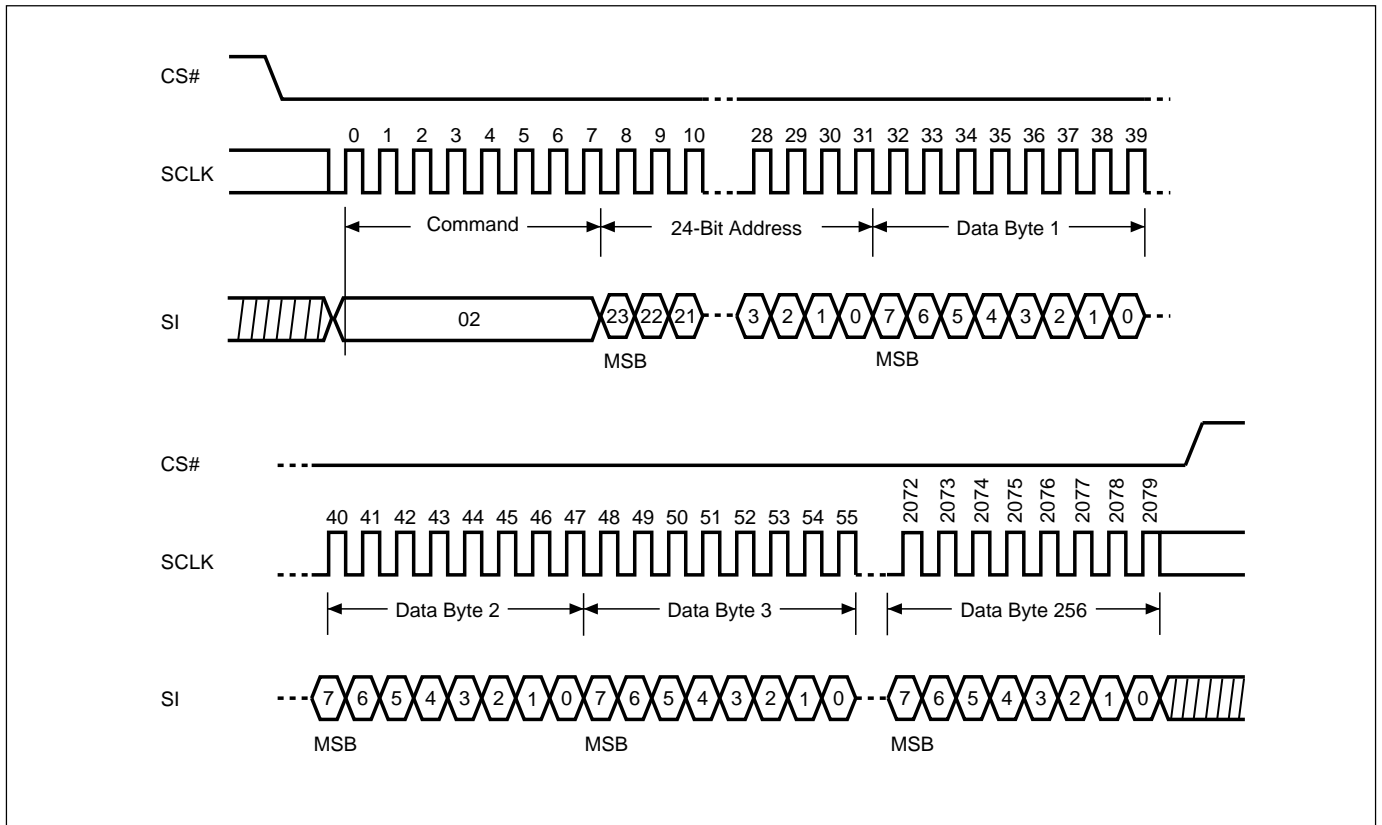 CS#
0 1 2 3 4 5 6 7 8 9 10 28 29 30 31 32 33 34 35 36 37 38 39
SCLK
Command 24-Bit Address Data Byte 1
SI 02 23 22 21 3 2 1 0 7 6 5 4 3 2 1 0
MSB MSB
CS#
40 41 42 43 44 45 46 47 48 49 50 51 52 53 54 55 2072 2073 2074 2075 2076 2077 2078 2079
SCLK
Data Byte 2 Data Byte 3 Data Byte 256
SI 7 6 5 4 3 2 1 0 7 6 5 4 3 2 1 0 7 6 5 4 3 2 1 0
MSB MSB MSB